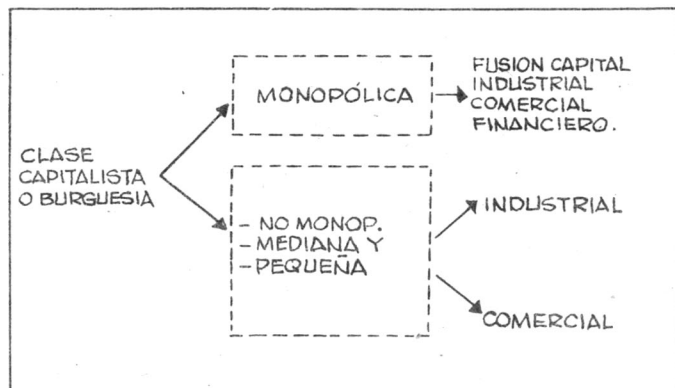 CLASE
CAPITALISTA
O BURGUESIA
MONOPÓLICA
FUSION CAPITAL
INDUSTRIAL
COMERCIAL
FINANCIERO.
- NO MONOP.
- MEDIANA Y
- PEQUEÑA
INDUSTRIAL
COMERCIAL